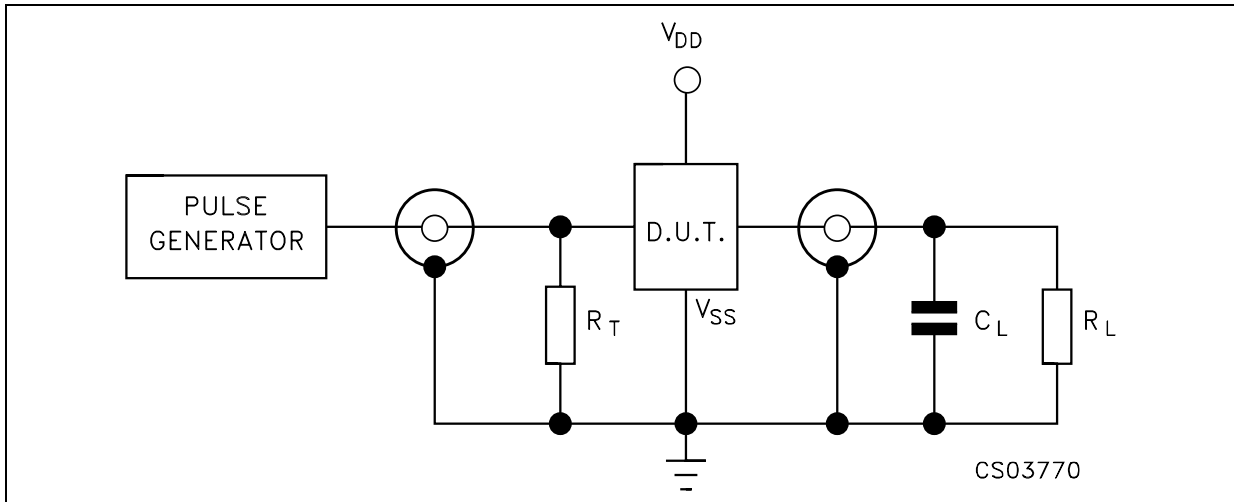 VDD
PULSE
GENERATOR
D.U.T.
VSS
RT
CL
RL
CS03770